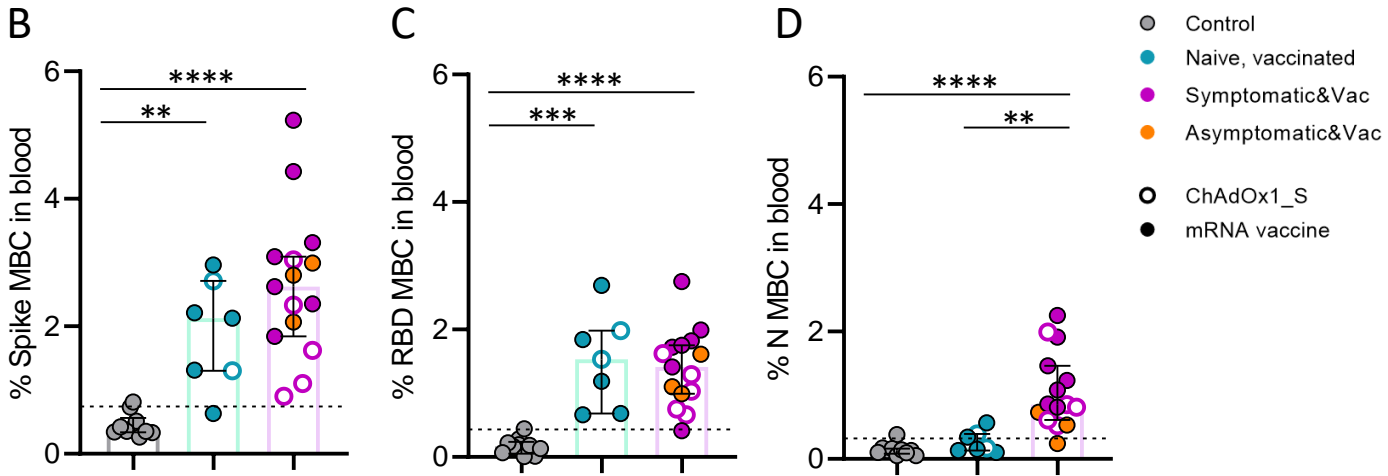 B
% Spike MBC in blood
6
4
2
0
****
**
C
% RBD MBC in blood
6
4
2
0
****
***
D
% N MBC in blood
6
4
2
0
****
**
Control
Naive, vaccinated
Symptomatic&Vac
Asymptomatic&Vac
ChAdOx1_S
mRNA vaccine